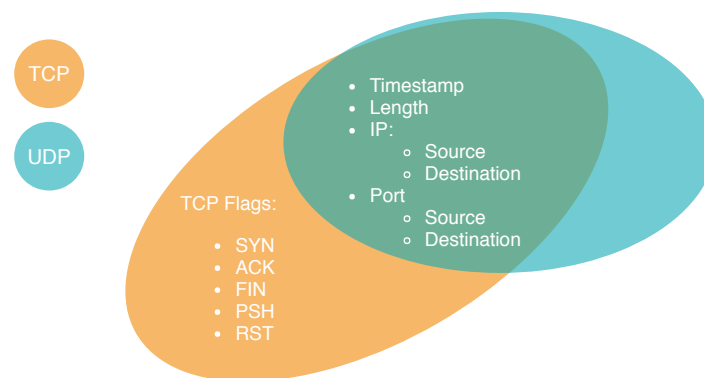 TCP
UDP
• Timestamp
• Length
• IP:
◦ Source
◦ Destination
• Port
◦ Source
◦ Destination
TCP Flags:
• SYN
• ACK
• FIN
• PSH
• RST